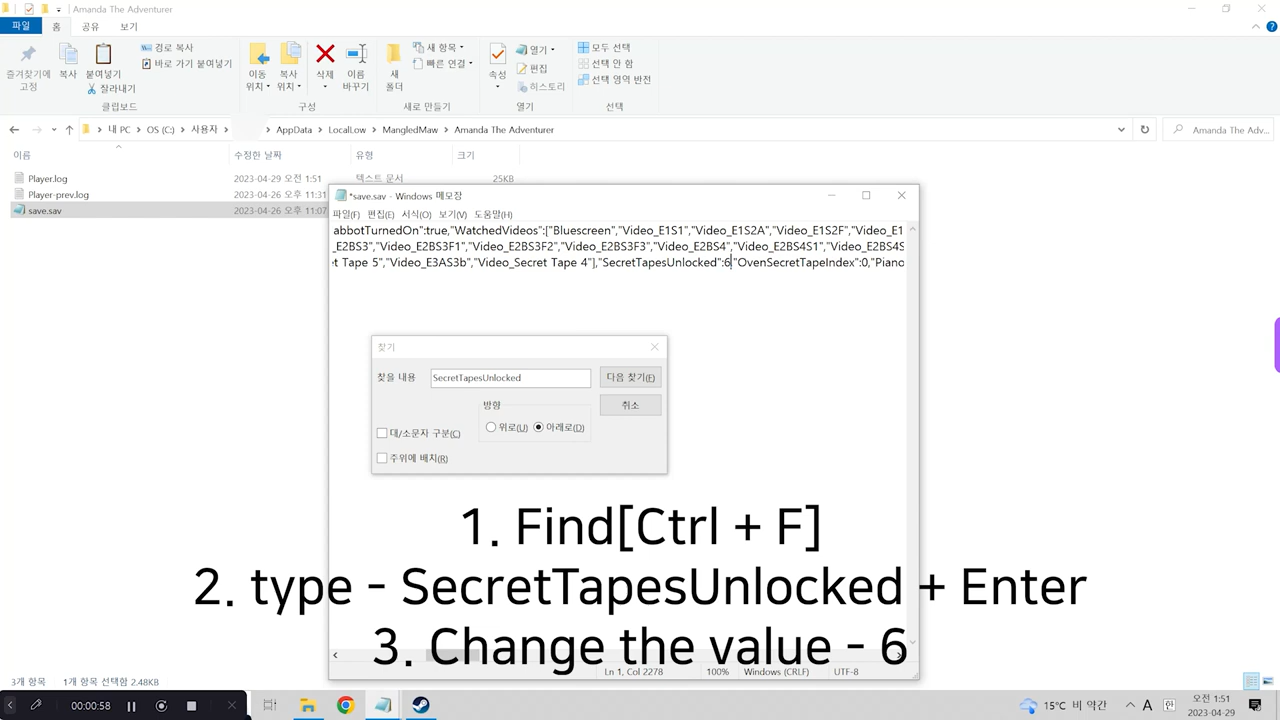 Amanda The Adventurer
파일 홈 공유 보기
즐겨찾기에 고정
복사
붙여넣기
경로 복사
바로 가기 붙여넣기
잘라내기
클립보드
이동 위치
복사 위치
삭제
이름 바꾸기
구성
새 폴더
새 항목
빠른 연결
새로 만들기
속성
열기
편집
히스토리
열기
모두 선택
선택 안 함
선택 영역 반전
선택
내 PC > OS (C:) > 사용자 > > AppData > LocalLow > MangledMaw > Amanda The Adventurer
Amanda The Adv...
이름 수정한 날짜 유형 크기
Player.log 2023-04-29 오전 1:51 텍스트 문서 25KB
Player-prev.log 2023-04-26 오후 11:31
save.sav 2023-04-26 오후 11:07
*save.sav - Windows 메모장
파일(F) 편집(E) 서식(O) 보기(V) 도움말(H)
abbotTurnedOn":true,"WatchedVideos":["Bluescreen","Video_E1S1","Video_E1S2A","Video_E1S2F","Video_E1
_E2BS3","Video_E2BS3F1","Video_E2BS3F2","Video_E2BS3F3","Video_E2BS4","Video_E2BS4S1","Video_E2BS4S
et Tape 5","Video_E3AS3b","Video_Secret Tape 4"],"SecretTapesUnlocked":6"OvenSecretTapeIndex":0,"Piano
찾기
찾을 내용 SecretTapesUnlocked 다음 찾기(F)
취소
방향
위로(U) 아래로(D)
대/소문자 구분(C)
주위에 배치(R)
1. Find[Ctrl + F]
2. type - SecretTapesUnlocked + Enter
3. Change the value - 6
Ln 1, Col 2278 100% Windows (CRLF) UTF-8
3개 항목 1개 항목 선택함 2.48KB
00:00:58
15°C 비 약간
A
오전 1:51
2023-04-29